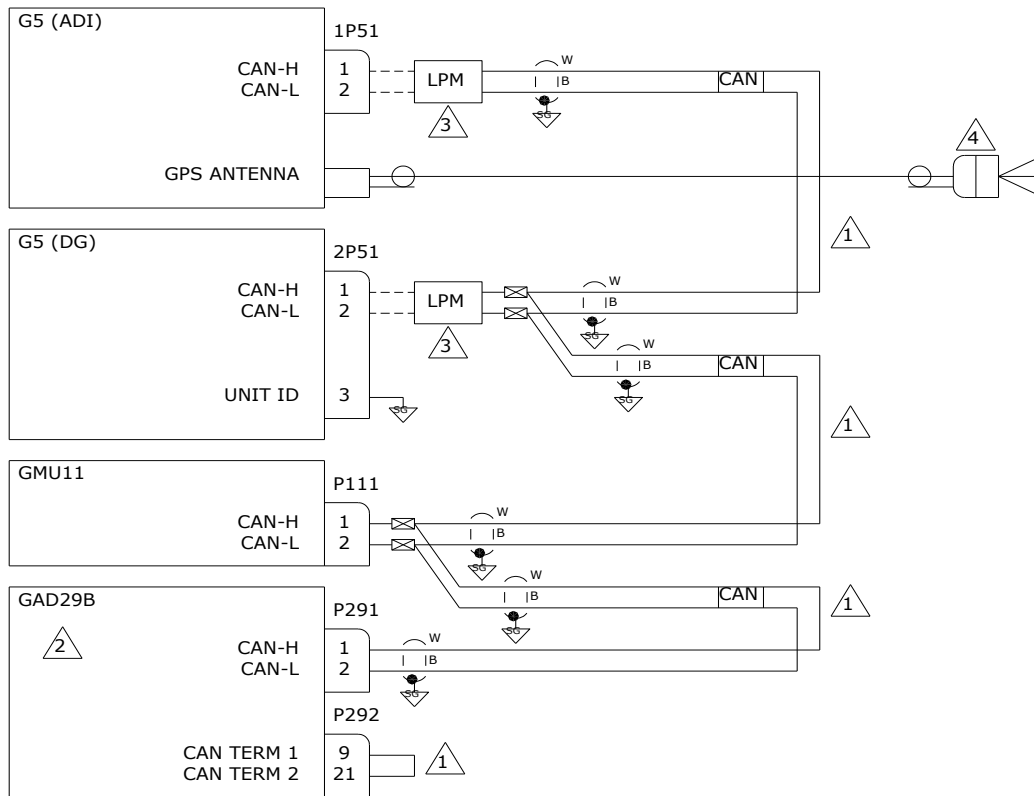 G5 (ADI)
1P51
CAN-H 1
CAN-L 2
LPM
3
W
B
SG
CAN
GPS ANTENNA
4
1
G5 (DG)
2P51
CAN-H 1
CAN-L 2
LPM
3
W
B
SG
W
B
SG
CAN
UNIT ID 3
SG
1
GMU11
P111
CAN-H 1
CAN-L 2
W
B
SG
W
B
SG
CAN
1
GAD29B
2
P291
CAN-H 1
CAN-L 2
W
B
SG
P292
CAN TERM 1 9
CAN TERM 2 21
1